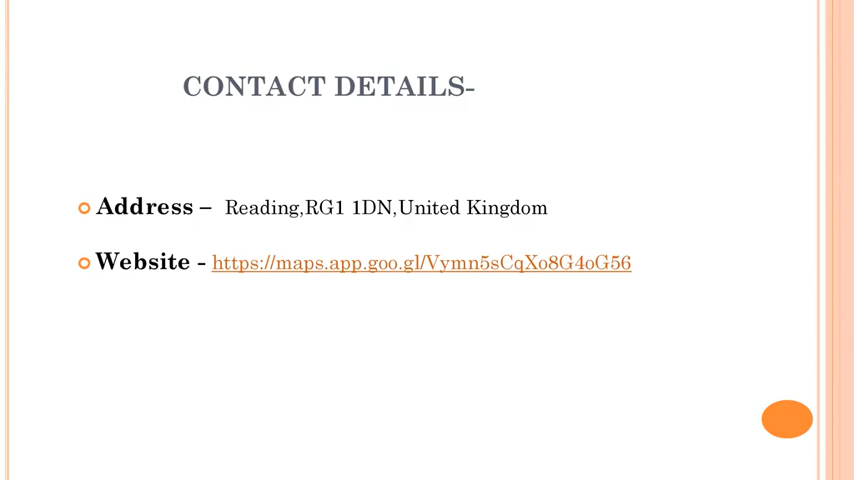 CONTACT DETAILS-
Address – Reading,RG1 1DN,United Kingdom
Website - https://maps.app.goo.gl/Vymn5sCqXo8G4oG56